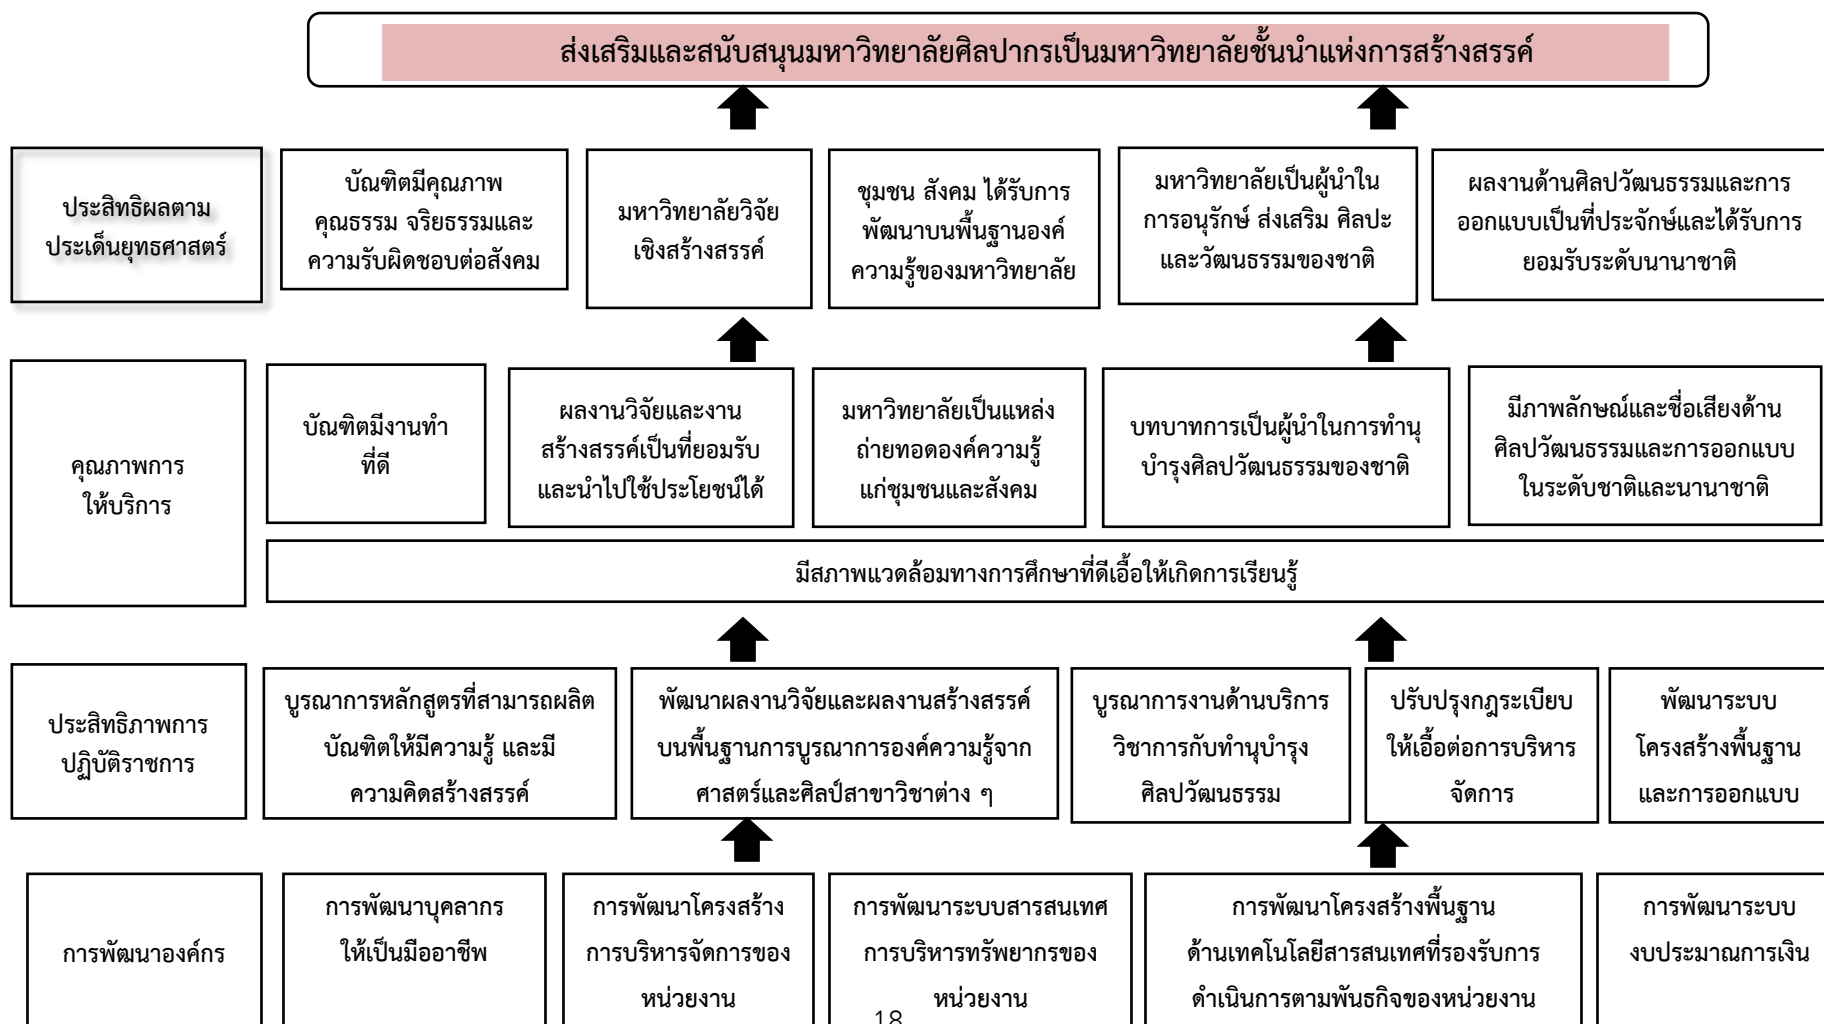 ส่งเสริมและสนับสนุนมหาวิทยาลัยศิลปากรเป็นมหาวิทยาลัยชั้นนำแห่งการสร้างสรรค์
ประสิทธิผลตาม
ประเด็นยุทธศาสตร์
บัณฑิตมีคุณภาพ
คุณธรรม จริยธรรมและ
ความรับผิดชอบต่อสังคม
มหาวิทยาลัยวิจัย
เชิงสร้างสรรค์
ชุมชน สังคม ได้รับการ
พัฒนาบนพื้นฐานองค์
ความรู้ของมหาวิทยาลัย
มหาวิทยาลัยเป็นผู้นำใน
การอนุรักษ์ ส่งเสริม ศิลปะ
และวัฒนธรรมของชาติ
ผลงานด้านศิลปวัฒนธรรมและการ
ออกแบบเป็นที่ประจักษ์และได้รับการ
ยอมรับระดับนานาชาติ
คุณภาพการ
ให้บริการ
บัณฑิตมีงานทำ
ที่ดี
ผลงานวิจัยและงาน
สร้างสรรค์เป็นที่ยอมรับ
และนำไปใช้ประโยชน์ได้
มหาวิทยาลัยเป็นแหล่ง
ถ่ายทอดองค์ความรู้
แก่ชุมชนและสังคม
บทบาทการเป็นผู้นำในการทำนุ
บำรุงศิลปวัฒนธรรมของชาติ
มีภาพลักษณ์และชื่อเสียงด้าน
ศิลปวัฒนธรรมและการออกแบบ
ในระดับชาติและนานาชาติ
มีสภาพแวดล้อมทางการศึกษาที่ดีเอื้อให้เกิดการเรียนรู้
ประสิทธิภาพการ
ปฏิบัติราชการ
บูรณาการหลักสูตรที่สามารถผลิต
บัณฑิตให้มีความรู้ และมี
ความคิดสร้างสรรค์
พัฒนาผลงานวิจัยและผลงานสร้างสรรค์
บนพื้นฐานการบูรณาการองค์ความรู้จาก
ศาสตร์และศิลป์สาขาวิชาต่าง ๆ
บูรณาการงานด้านบริการ
วิชาการกับทำนุบำรุง
ศิลปวัฒนธรรม
ปรับปรุงกฎระเบียบ
ให้เอื้อต่อการบริหาร
จัดการ
พัฒนาระบบ
โครงสร้างพื้นฐาน
และการออกแบบ
การพัฒนาองค์กร
การพัฒนาบุคลากร
ให้เป็นมืออาชีพ
การพัฒนาโครงสร้าง
การบริหารจัดการของ
หน่วยงาน
การพัฒนาระบบสารสนเทศ
การบริหารทรัพยากรของ
หน่วยงาน
การพัฒนาโครงสร้างพื้นฐาน
ด้านเทคโนโลยีสารสนเทศที่รองรับการ
ดำเนินการตามพันธกิจของหน่วยงาน
การพัฒนาระบบ
งบประมาณการเงิน
18